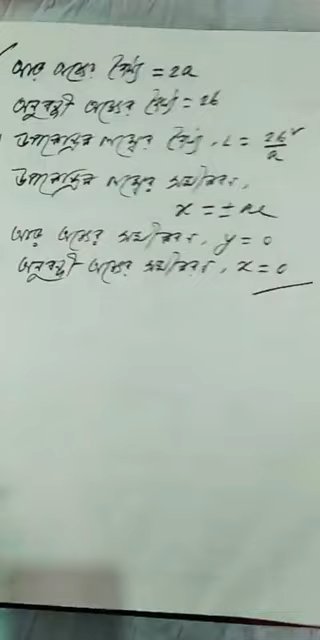 আড় অক্ষের দৈর্ঘ্য = 2a
অনুবন্ধী অক্ষের দৈর্ঘ্য = 2b
উপকেন্দ্রিক লম্বের দৈর্ঘ্য, L = 2b²/a
উপকেন্দ্রিক লম্বের সমীকরণ,
x = ± ae
আড় অক্ষের সমীকরণ, y = 0
অনুবন্ধী অক্ষের সমীকরণ, x = 0